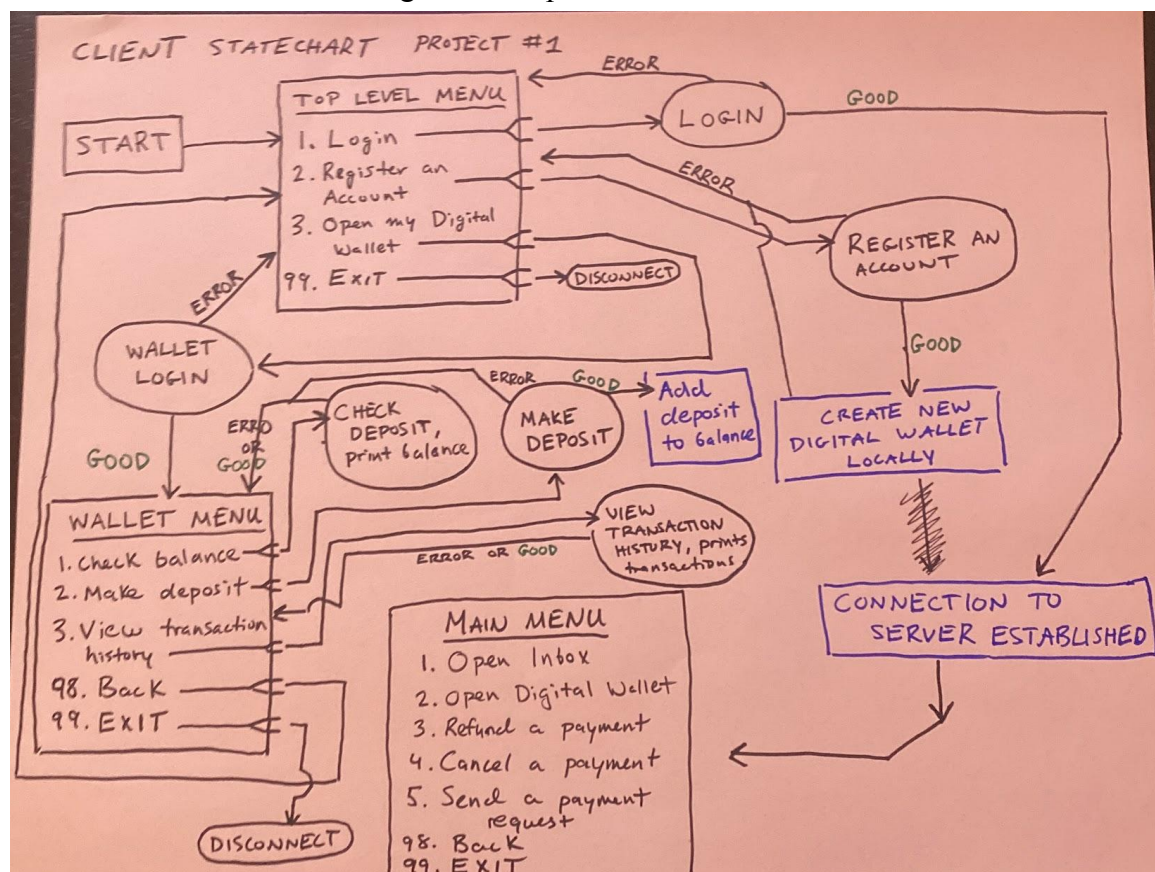 CLIENT STATECHART PROJECT #1
START
TOP LEVEL MENU
1. Login
2. Register an
Account
3. Open my Digital
Wallet
99. EXIT
ERROR
LOGIN
GOOD
ERROR
REGISTER AN
ACCOUNT
DISCONNECT
ERROR
WALLET
LOGIN
GOOD
GOOD
CREATE NEW
DIGITAL WALLET
LOCALLY
ERRO
OR
GOOD
CHECK
DEPOSIT,
print balance
ERROR
MAKE
DEPOSIT
GOOD
Add
deposit
to balance
WALLET MENU
1. Check balance
2. Make deposit
3. View transaction
history
98. Back
99. EXIT
VIEW
TRANSACTION
HISTORY, prints
transactions
ERROR OR GOOD
CONNECTION TO
SERVER ESTABLISHED
MAIN MENU
1. Open Inbox
2. Open Digital Wallet
3. Refund a payment
4. Cancel a payment
5. Send a payment
request
98. Back
99. EXIT
DISCONNECT